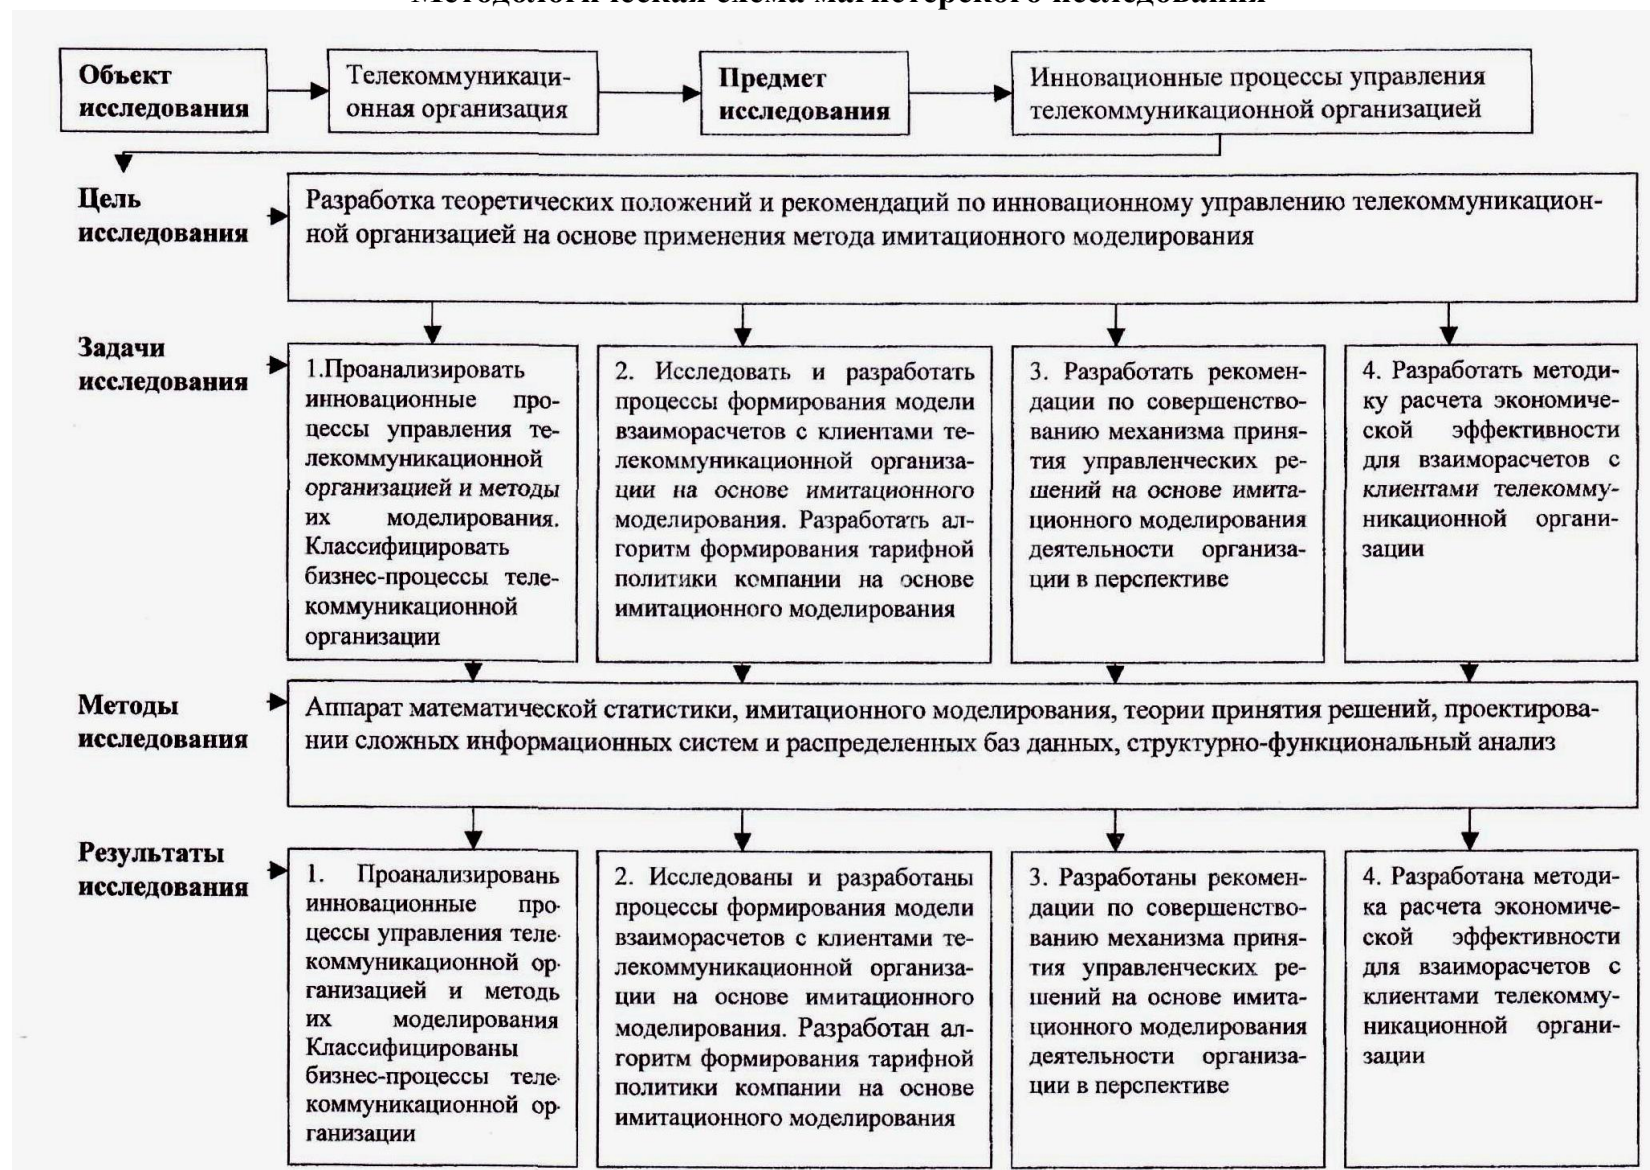 Методологическая схема магистерского исследования
Объект
исследования
Телекоммуникаци-
онная организация
Предмет
исследования
Инновационные процессы управления
телекоммуникационной организацией
Цель
исследования
Разработка теоретических положений и рекомендаций по инновационному управлению телекоммуникацион-
ной организацией на основе применения метода имитационного моделирования
Задачи
исследования
1.Проанализировать
инновационные про-
цессы управления те-
лекоммуникационной
организацией и методы
их моделирования.
Классифицировать
бизнес-процессы теле-
коммуникационной
организации
2. Исследовать и разработать
процессы формирования модели
взаиморасчетов с клиентами те-
лекоммуникационной организа-
ции на основе имитационного
моделирования. Разработать ал-
горитм формирования тарифной
политики компании на основе
имитационного моделирования
3. Разработать рекомен-
дации по совершенство-
ванию механизма приня-
тия управленческих ре-
шений на основе имита-
ционного моделирования
деятельности организа-
ции в перспективе
4. Разработать методи-
ку расчета экономиче-
ской эффективности
для взаиморасчетов с
клиентами телекомму-
никационной органи-
зации
Методы
исследования
Аппарат математической статистики, имитационного моделирования, теории принятия решений, проектирова-
нии сложных информационных систем и распределенных баз данных, структурно-функциональный анализ
Результаты
исследования
1. Проанализировань
инновационные про-
цессы управления теле-
коммуникационной ор-
ганизацией и методь
их моделирования
Классифицированы
бизнес-процессы теле-
коммуникационной ор-
ганизации
2. Исследованы и разработаны
процессы формирования модели
взаиморасчетов с клиентами те-
лекоммуникационной организа-
ции на основе имитационного
моделирования. Разработан ал-
горитм формирования тарифной
политики компании на основе
имитационного моделирования
3. Разработаны рекомен-
дации по совершенство-
ванию механизма приня-
тия управленческих ре-
шений на основе имита-
ционного моделирования
деятельности организа-
ции в перспективе
4. Разработана методи-
ка расчета экономиче-
ской эффективности
для взаиморасчетов с
клиентами телекомму-
никационной органи-
зации